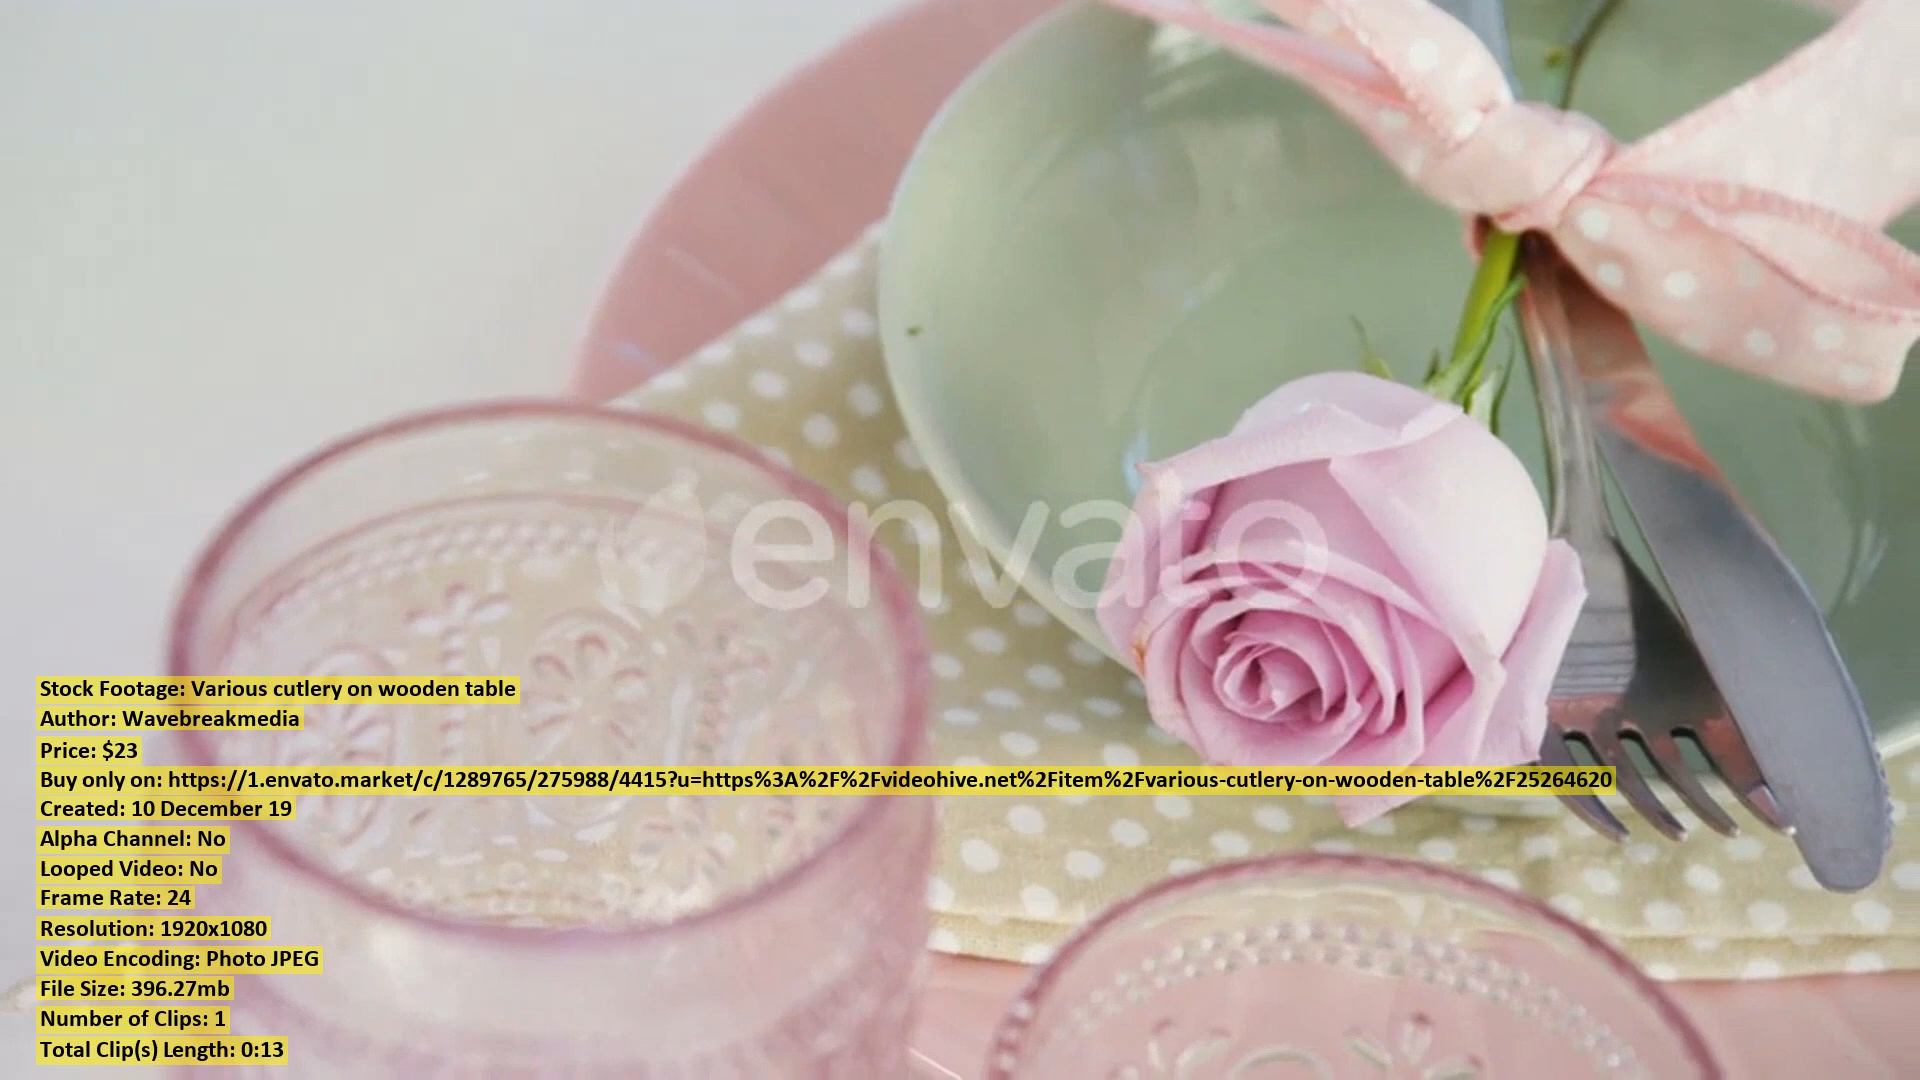 envato
Stock Footage: Various cutlery on wooden table
Author: Wavebreakmedia
Price: $23
Buy only on: https://1.envato.market/c/1289765/275988/4415?u=https%3A%2F%2Fvideohive.net%2Fitem%2Fvarious-cutlery-on-wooden-table%2F25264620
Created: 10 December 19
Alpha Channel: No
Looped Video: No
Frame Rate: 24
Resolution: 1920x1080
Video Encoding: Photo JPEG
File Size: 396.27mb
Number of Clips: 1
Total Clip(s) Length: 0:13